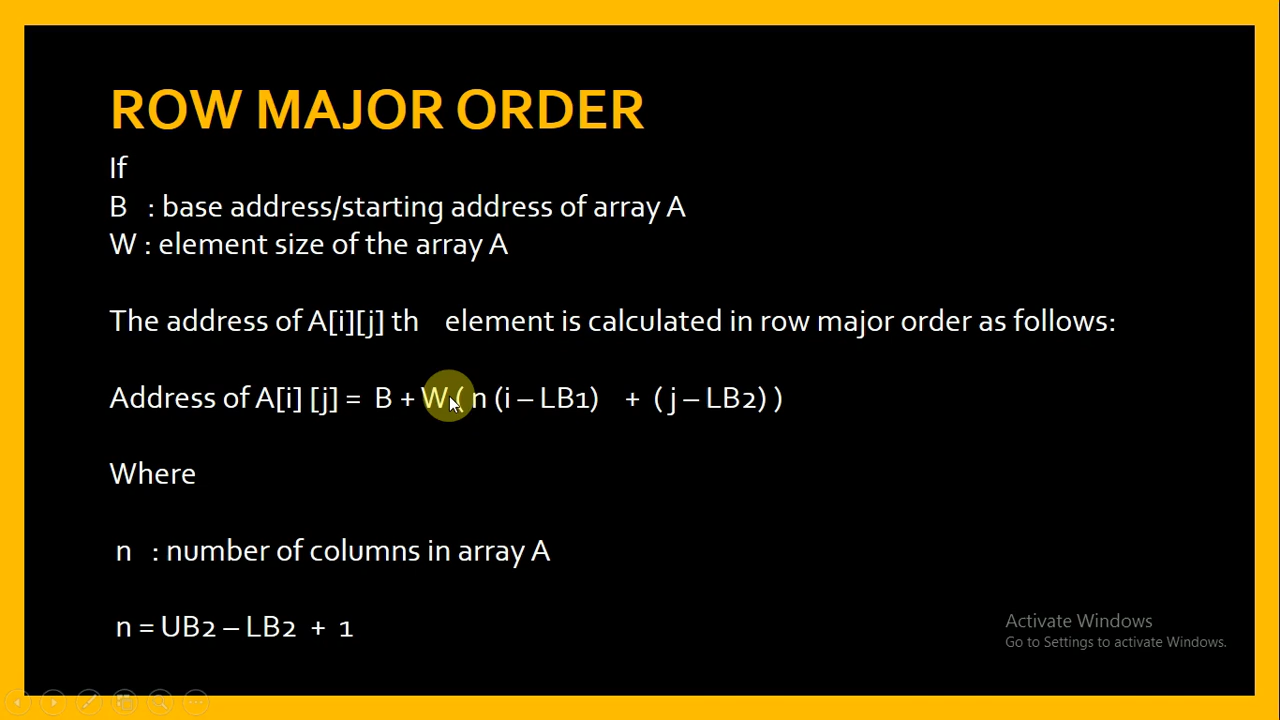 ROW MAJOR ORDER
If
B : base address/starting address of array A
W : element size of the array A
The address of A[i][j] th element is calculated in row major order as follows:
Address of A[i] [j] = B + W ( n (i – LB1) + ( j – LB2) )
Where
n : number of columns in array A
n = UB2 – LB2 + 1
Activate Windows
Go to Settings to activate Windows.